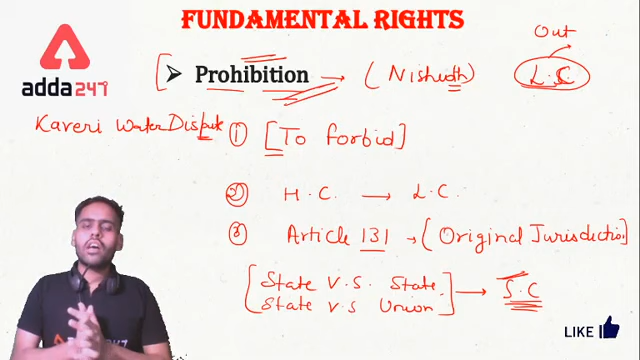 FUNDAMENTAL RIGHTS
Out
adda247
➤ Prohibition → (Nishudh) L.C
Kaveri Water Dispute
① [To forbid]
② H.C. → L.C.
③ Article 131 → (Original Jurisdiction)
[State V.S. State.
State V.S Union] → S.C
LIKE